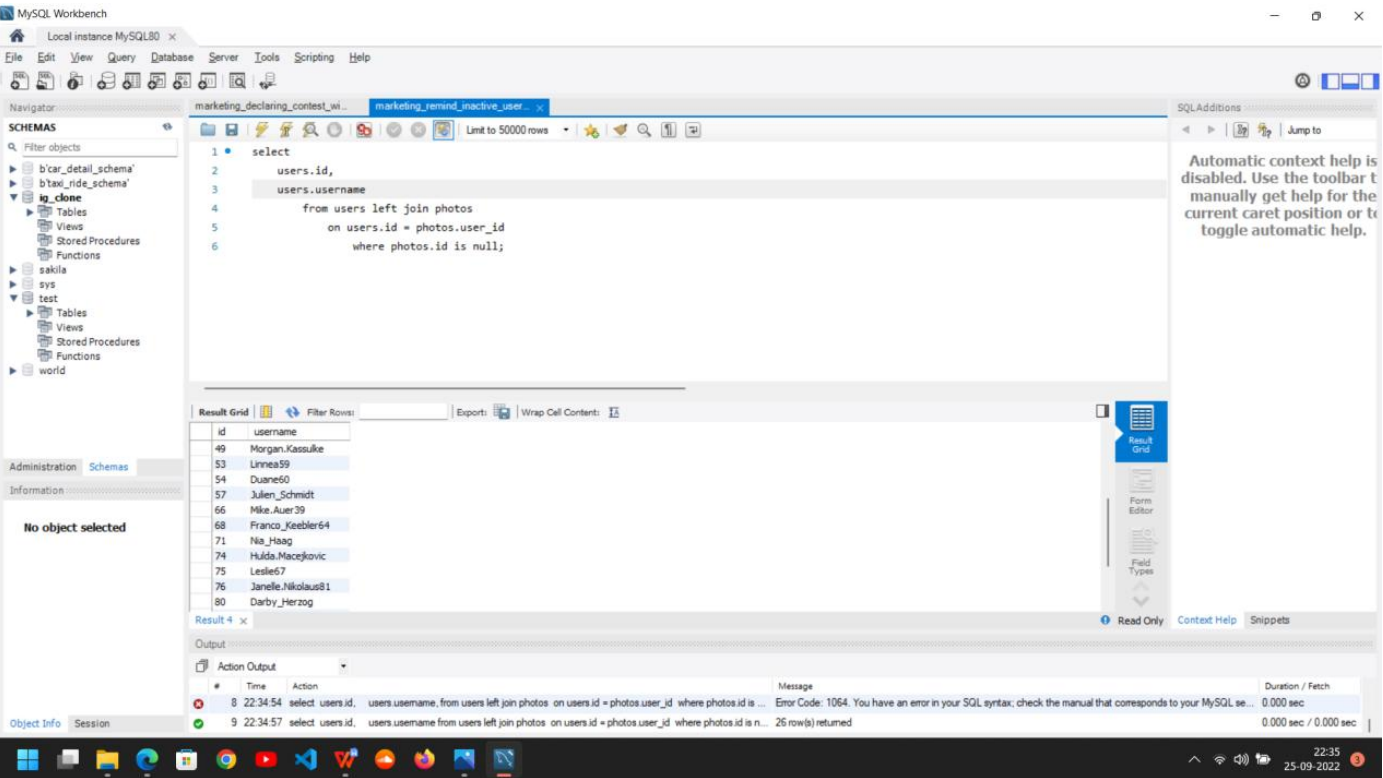 MySQL Workbench
Local instance MySQL80
File Edit View Query Database Server Tools Scripting Help
Navigator
SCHEMAS
Filter objects
b'car_detail_schema'
b'taxi_ride_schema'
ig_clone
Tables
Views
Stored Procedures
Functions
sakila
sys
test
Tables
Views
Stored Procedures
Functions
world
Administration Schemas
Information
No object selected
Object Info Session
marketing_declaring_contest_wi... marketing_remind_inactive_user...
Limit to 50000 rows
1 select
2 users.id,
3 users.username
4 from users left join photos
5 on users.id = photos.user_id
6 where photos.id is null;
Result Grid Filter Rows: Export: Wrap Cell Content:
id username
49 Morgan.Kassulke
53 Linnea59
54 Duane60
57 Julien_Schmidt
66 Mike.Auer39
68 Franco_Keebler64
71 Nia_Haag
74 Hulda.Macejkovic
75 Leslie67
76 Janelle.Nikolaus81
80 Darby_Herzog
Result Grid
Form Editor
Field Types
Result 4 Read Only
Output
Action Output
# Time Action Message Duration / Fetch
8 22:34:54 select users.id, users.username, from users left join photos on users.id = photos.user_id where photos.id is ... Error Code: 1064. You have an error in your SQL syntax; check the manual that corresponds to your MySQL se... 0.000 sec
9 22:34:57 select users.id, users.username from users left join photos on users.id = photos.user_id where photos.id is n... 26 row(s) returned 0.000 sec / 0.000 sec
SQLAdditions
Jump to
Automatic context help is
disabled. Use the toolbar t
manually get help for the
current caret position or to
toggle automatic help.
Context Help Snippets
22:35
25-09-2022
3